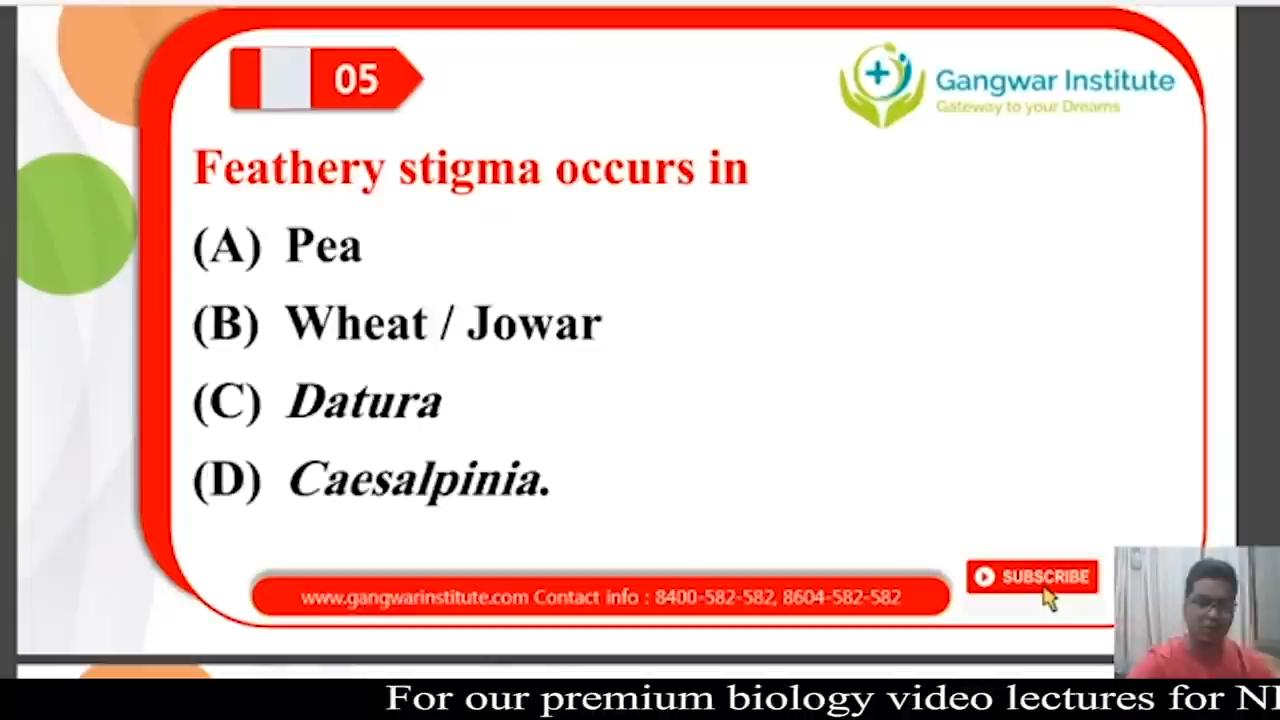 05
Gangwar Institute
Gateway to your Dreams
Feathery stigma occurs in
(A) Pea
(B) Wheat / Jowar
(C) Datura
(D) Caesalpinia.
www.gangwarinstitute.com Contact info : 8400-582-582, 8604-582-582
SUBSCRIBE
For our premium biology video lectures for